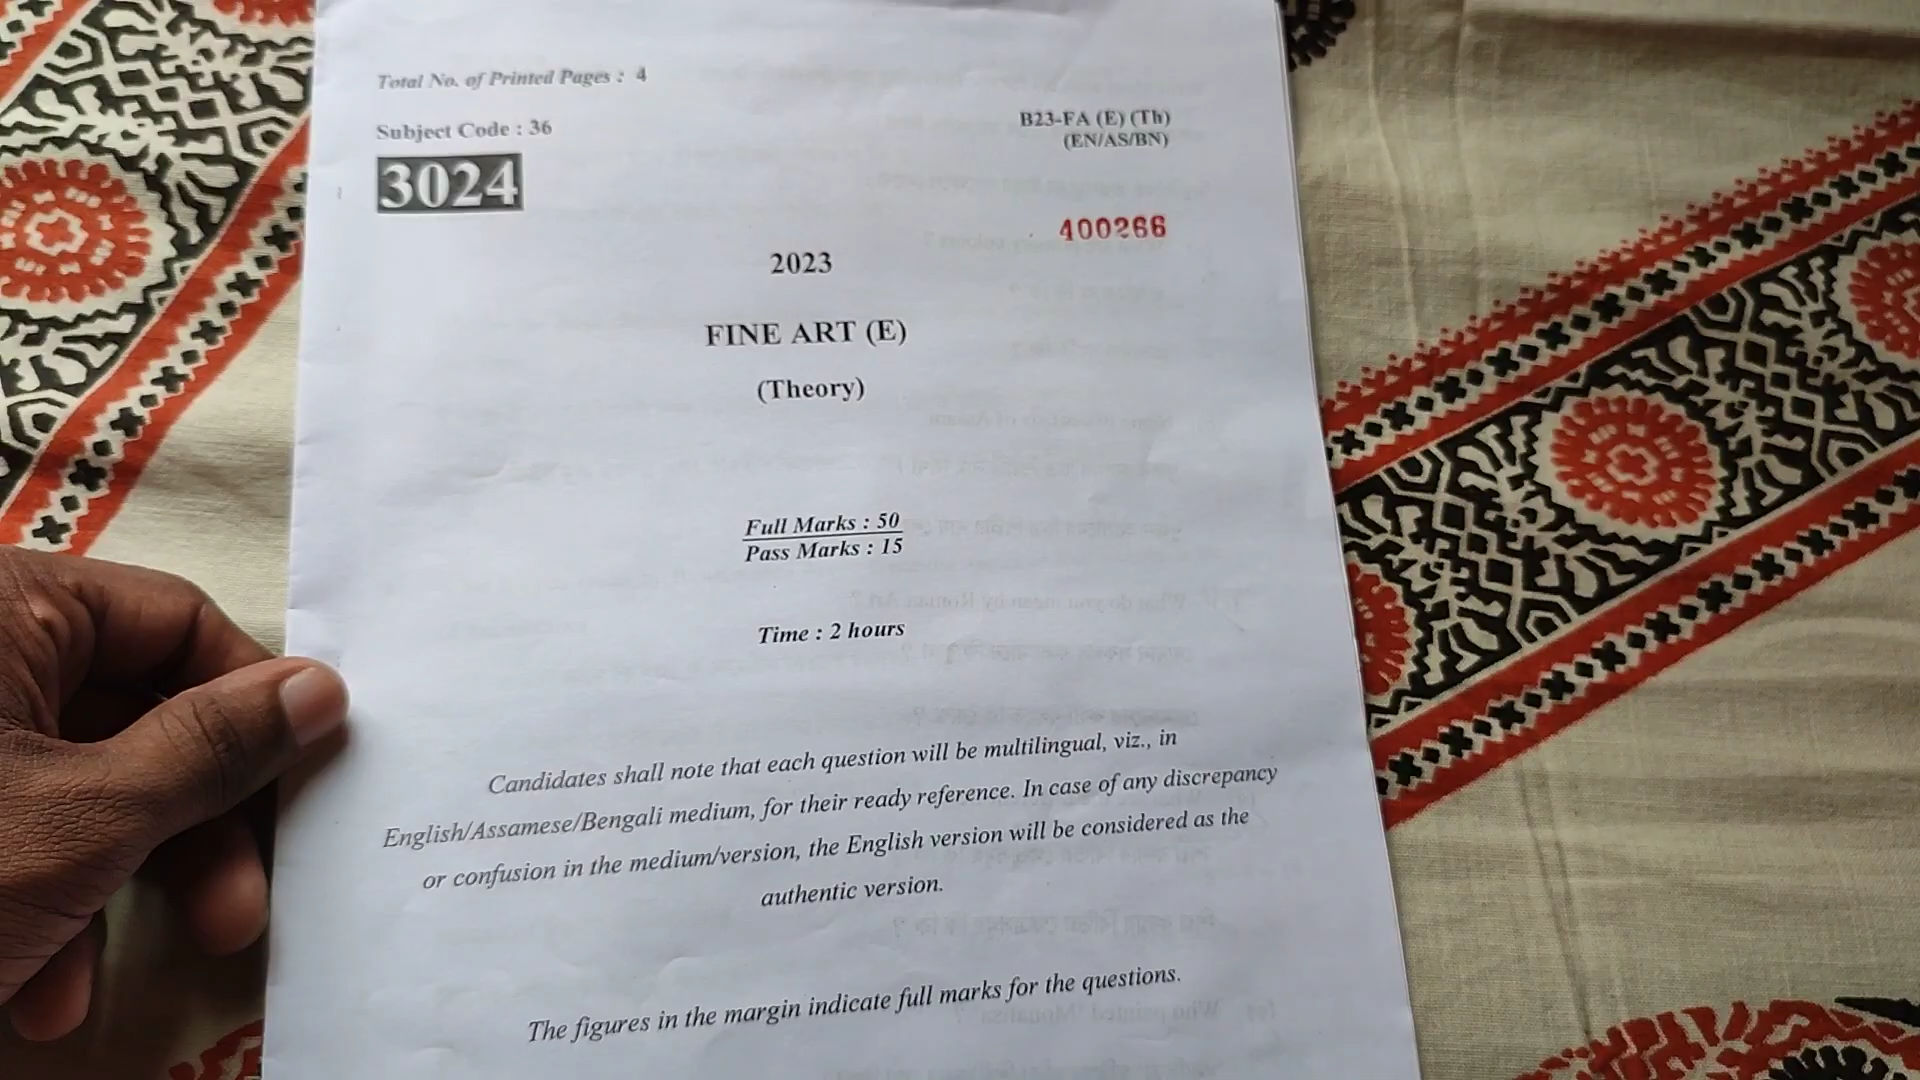 Total No. of Printed Pages : 4
Subject Code : 36
B23-FA (E) (Th)
(EN/AS/BN)
3024
400266
2023
FINE ART (E)
(Theory)
Full Marks : 50
Pass Marks : 15
Time : 2 hours
Candidates shall note that each question will be multilingual, viz., in
English/Assamese/Bengali medium, for their ready reference. In case of any discrepancy
or confusion in the medium/version, the English version will be considered as the
authentic version.
The figures in the margin indicate full marks for the questions.